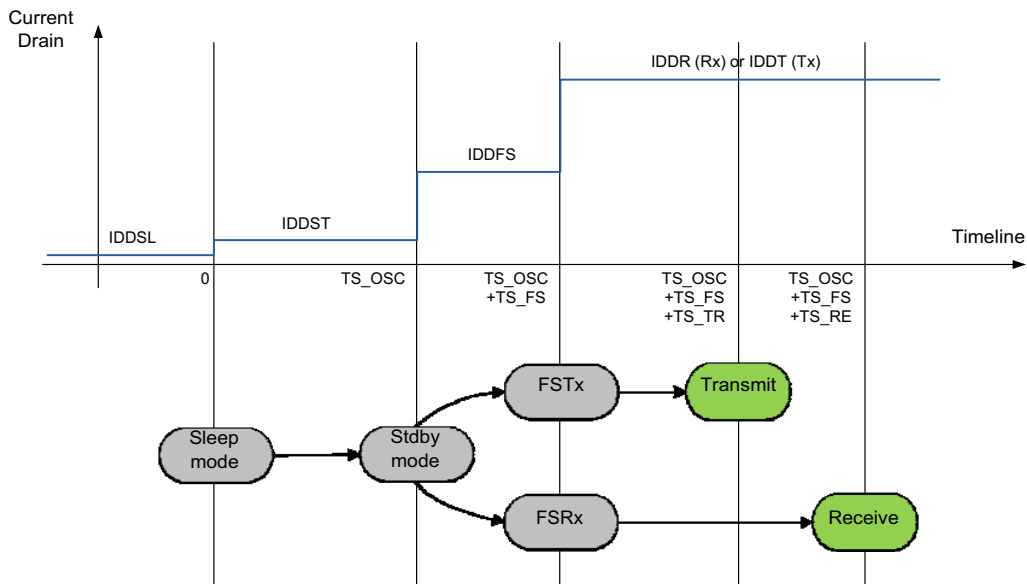 Current
Drain
IDDR (Rx) or IDDT (Tx)
IDDFS
IDDST
IDDSL
Timeline
0
TS_OSC
TS_OSC
+TS_FS
TS_OSC
+TS_FS
+TS_TR
TS_OSC
+TS_FS
+TS_RE
FSTx
Transmit
Sleep
mode
Stdby
mode
FSRx
Receive